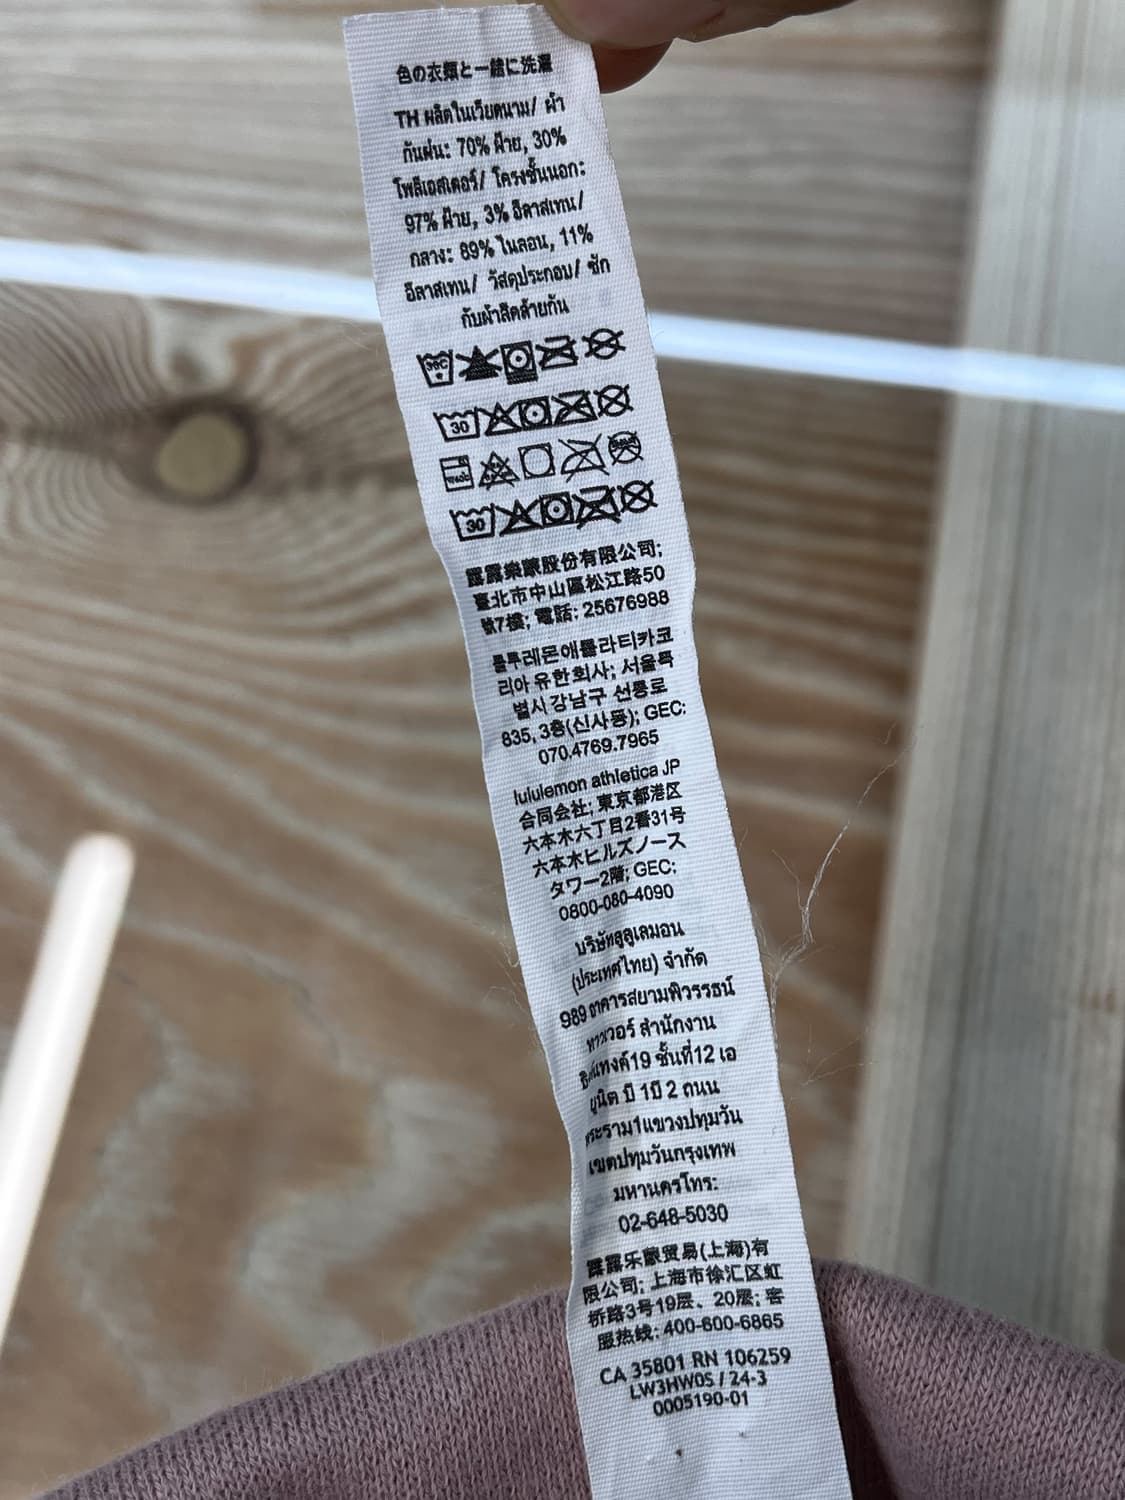 色の衣類と一緒に洗濯
TH ผลิตในเวียดนาม/ ผ้า
กันฝน: 70% ฝ้าย, 30%
โพลีเอสเตอร์/ โครงชั้นนอก:
97% ฝ้าย, 3% อีลาสเทน/
กลาง: 89% ไนลอน, 11%
อีลาสเทน/ วัสดุประกอบ/ ซัก
กับผ้าสีคล้ายกัน
30C
30
30
露露樂蒙股份有限公司;
臺北市中山區松江路50
號7樓; 電話: 25676988
룰루레몬애틀라티카코
리아 유한회사; 서울특
별시 강남구 선릉로
835, 3층(신사동); GEC:
070.4769.7965
lululemon athletica JP
合同会社; 東京都港区
六本木六丁目2番31号
六本木ヒルズノース
タワー2階; GEC:
0800-080-4090
บริษัทลูลูเลมอน
(ประเทศไทย) จำกัด
989 อาคารสยามพิวรรธน์
ทาวเวอร์ สำนักงาน
19 ชั้นที่12 เอ
ยูนิต บี 1บี 2 ถนน
พระราม1แขวงปทุมวัน
เขตปทุมวันกรุงเทพ
มหานครโทร:
02-648-5030
露露乐蒙贸易(上海)有
限公司; 上海市徐汇区虹
桥路3号19层、20层; 客
服热线: 400-600-6865
CA 35801 RN 106259
LW3HW0S / 24-3
0005190-01